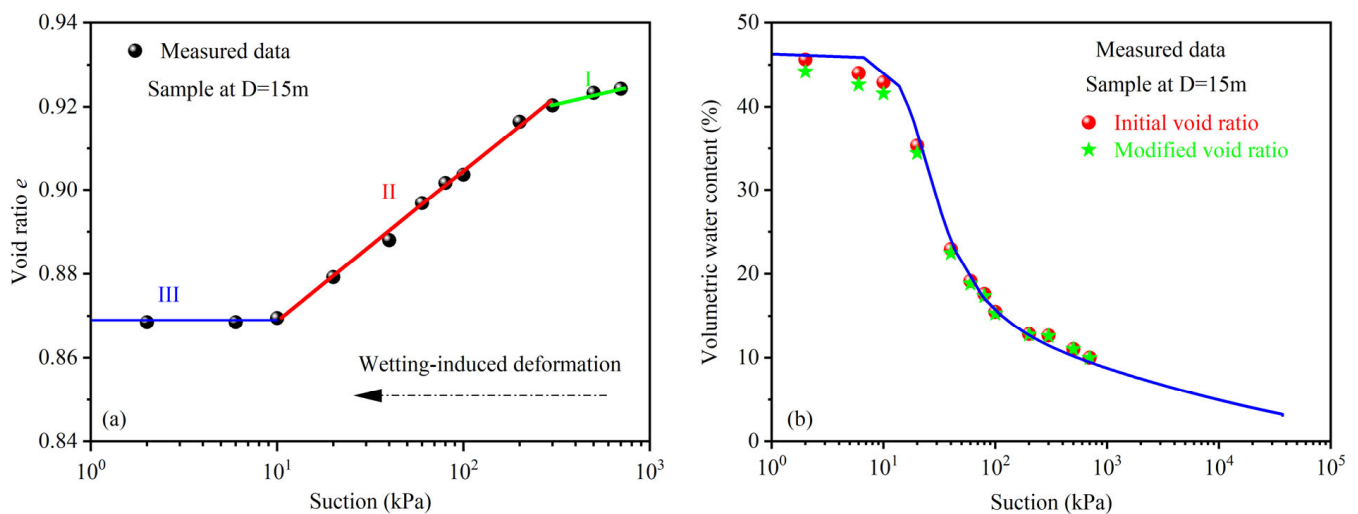 (a)
Measured data
Sample at D=15m
I
II
III
Wetting-induced deformation
0.94
0.92
0.90
0.88
0.86
0.84
Void ratio e
10^0
10^1
10^2
10^3
Suction (kPa)
(b)
Measured data
Sample at D=15m
Initial void ratio
Modified void ratio
50
40
30
20
10
0
Volumetric water content (%)
10^0
10^1
10^2
10^3
10^4
10^5
Suction (kPa)